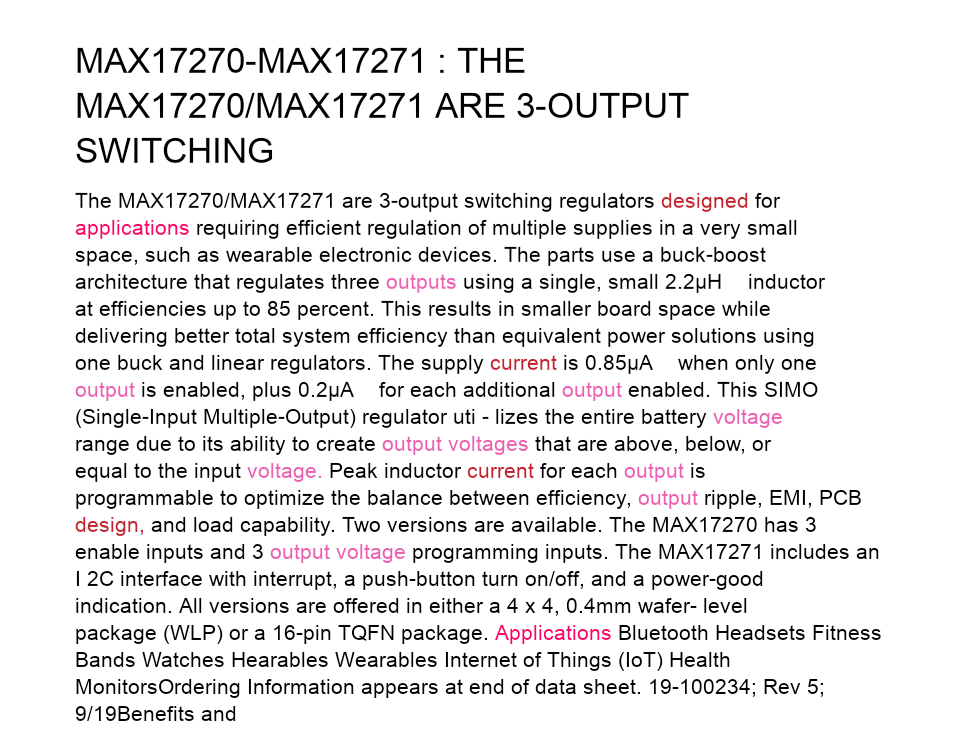 MAX17270-MAX17271 : THE
MAX17270/MAX17271 ARE 3-OUTPUT
SWITCHING
The MAX17270/MAX17271 are 3-output switching regulators designed for
applications requiring efficient regulation of multiple supplies in a very small
space, such as wearable electronic devices. The parts use a buck-boost
architecture that regulates three outputs using a single, small 2.2μH inductor
at efficiencies up to 85 percent. This results in smaller board space while
delivering better total system efficiency than equivalent power solutions using
one buck and linear regulators. The supply current is 0.85μA when only one
output is enabled, plus 0.2μA for each additional output enabled. This SIMO
(Single-Input Multiple-Output) regulator uti - lizes the entire battery voltage
range due to its ability to create output voltages that are above, below, or
equal to the input voltage. Peak inductor current for each output is
programmable to optimize the balance between efficiency, output ripple, EMI, PCB
design, and load capability. Two versions are available. The MAX17270 has 3
enable inputs and 3 output voltage programming inputs. The MAX17271 includes an
I 2C interface with interrupt, a push-button turn on/off, and a power-good
indication. All versions are offered in either a 4 x 4, 0.4mm wafer- level
package (WLP) or a 16-pin TQFN package. Applications Bluetooth Headsets Fitness
Bands Watches Hearables Wearables Internet of Things (IoT) Health
MonitorsOrdering Information appears at end of data sheet. 19-100234; Rev 5;
9/19Benefits and